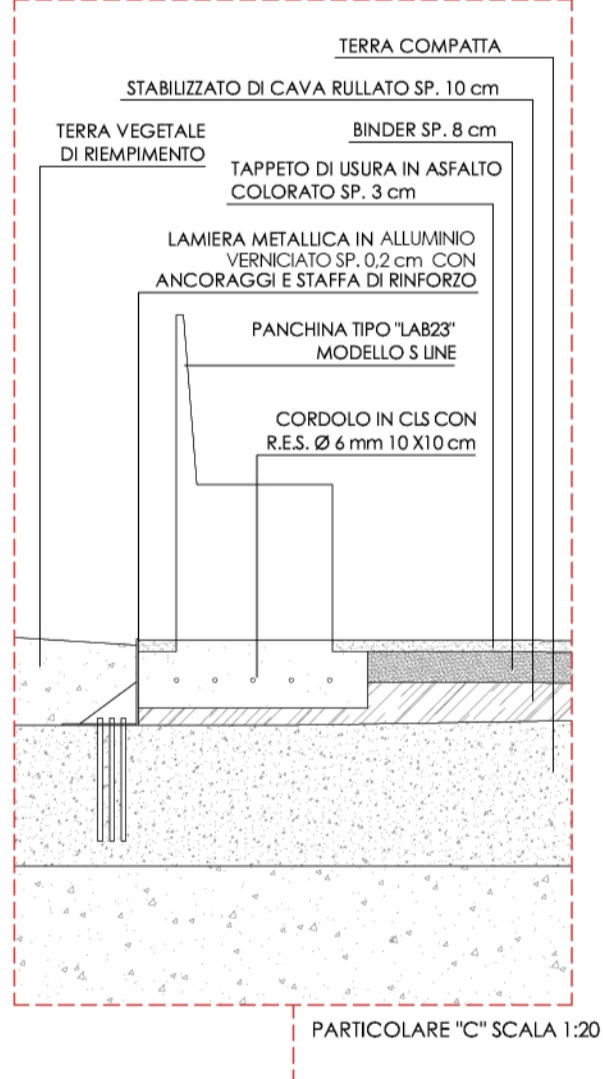 TERRA COMPATTA
STABILIZZATO DI CAVA RULLATO SP. 10 cm
TERRA VEGETALE
DI RIEMPIMENTO
BINDER SP. 8 cm
TAPPETO DI USURA IN ASFALTO
COLORATO SP. 3 cm
LAMIERA METALLICA IN ALLUMINIO
VERNICIATO SP. 0,2 cm CON
ANCORAGGI E STAFFA DI RINFORZO
PANCHINA TIPO "LAB23"
MODELLO S LINE
CORDOLO IN CLS CON
R.E.S. Ø 6 mm 10 X10 cm
PARTICOLARE "C" SCALA 1:20